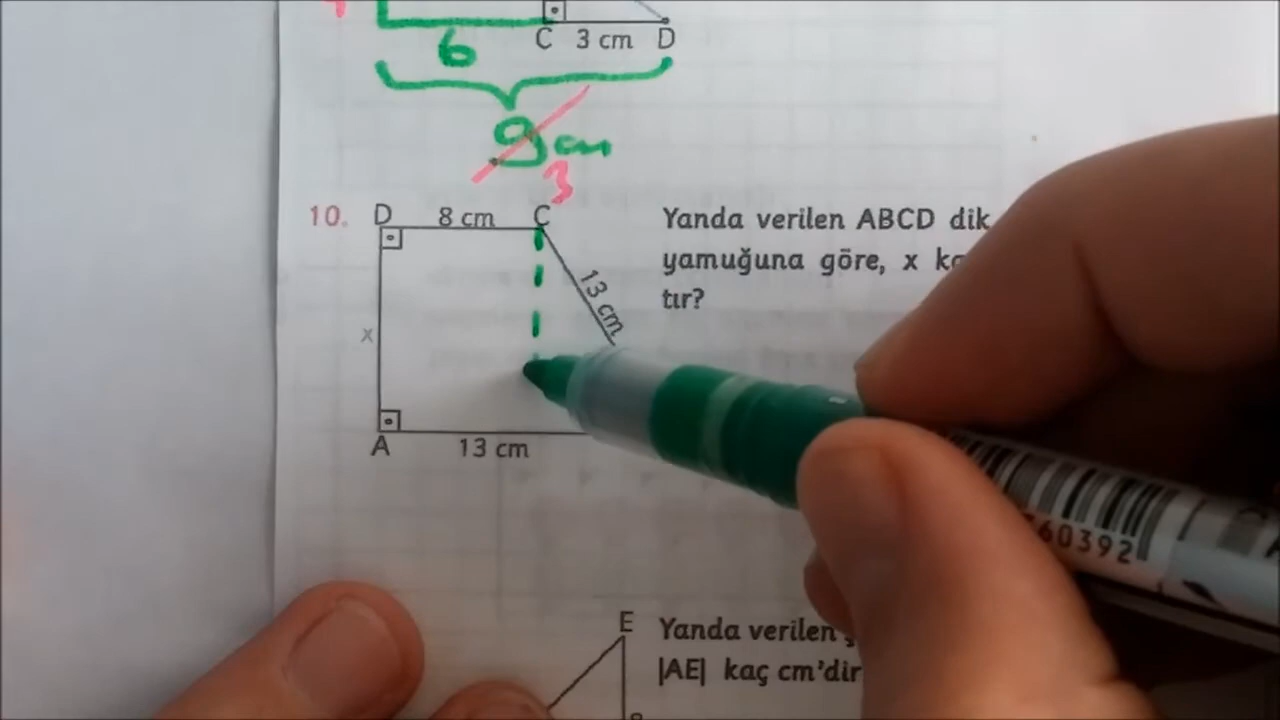 6
C 3 cm D
9 cm
3
10. D 8 cm C
13 cm
x
A 13 cm
Yanda verilen ABCD dik
yamuğuna göre, x
tır?
60392
E
Yanda verilen
|AE| kaç cm'dir